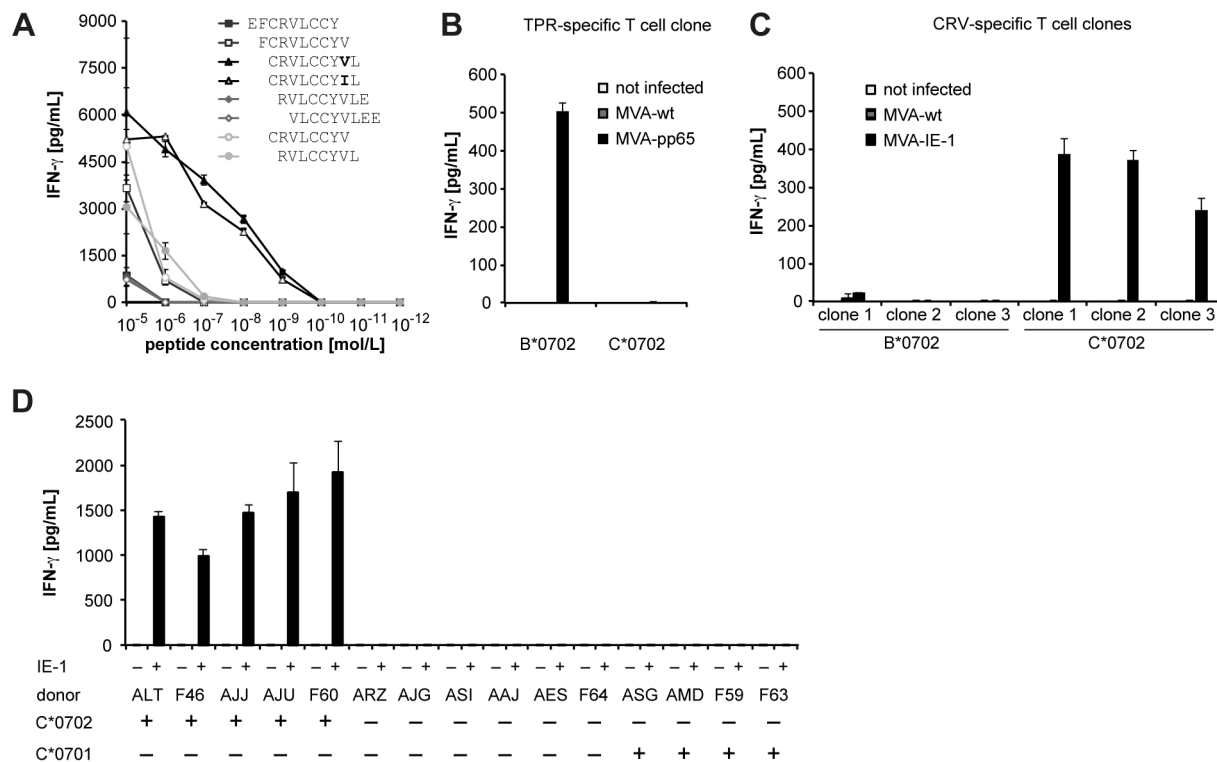 A
IFN-γ [pg/mL]
9000
7500
6000
4500
3000
1500
0
EFCRVLCCY
FCRVLCCYV
CRVLCCYVL
CRVLCCYIL
RVLCCYVLE
VLCCYVLEE
CRVLCCYV
RVLCCYVL
10-5 10-6 10-7 10-8 10-9 10-10 10-11 10-12
peptide concentration [mol/L]
B
TPR-specific T cell clone
IFN-γ [pg/mL]
600
500
400
300
200
100
0
not infected
MVA-wt
MVA-pp65
B*0702 C*0702
C
CRV-specific T cell clones
IFN-γ [pg/mL]
600
500
400
300
200
100
0
not infected
MVA-wt
MVA-IE-1
clone 1 clone 2 clone 3 clone 1 clone 2 clone 3
B*0702 C*0702
D
IFN-γ [pg/mL]
2500
2000
1500
1000
500
0
IE-1 – + – + – + – + – + – + – + – + – + – + – + – + – + – + – +
donor ALT F46 AJJ AJU F60 ARZ AJG ASI AAJ AES F64 ASG AMD F59 F63
C*0702 + + + + + – – – – – – – – – –
C*0701 – – – – – – – – – – – + + + +